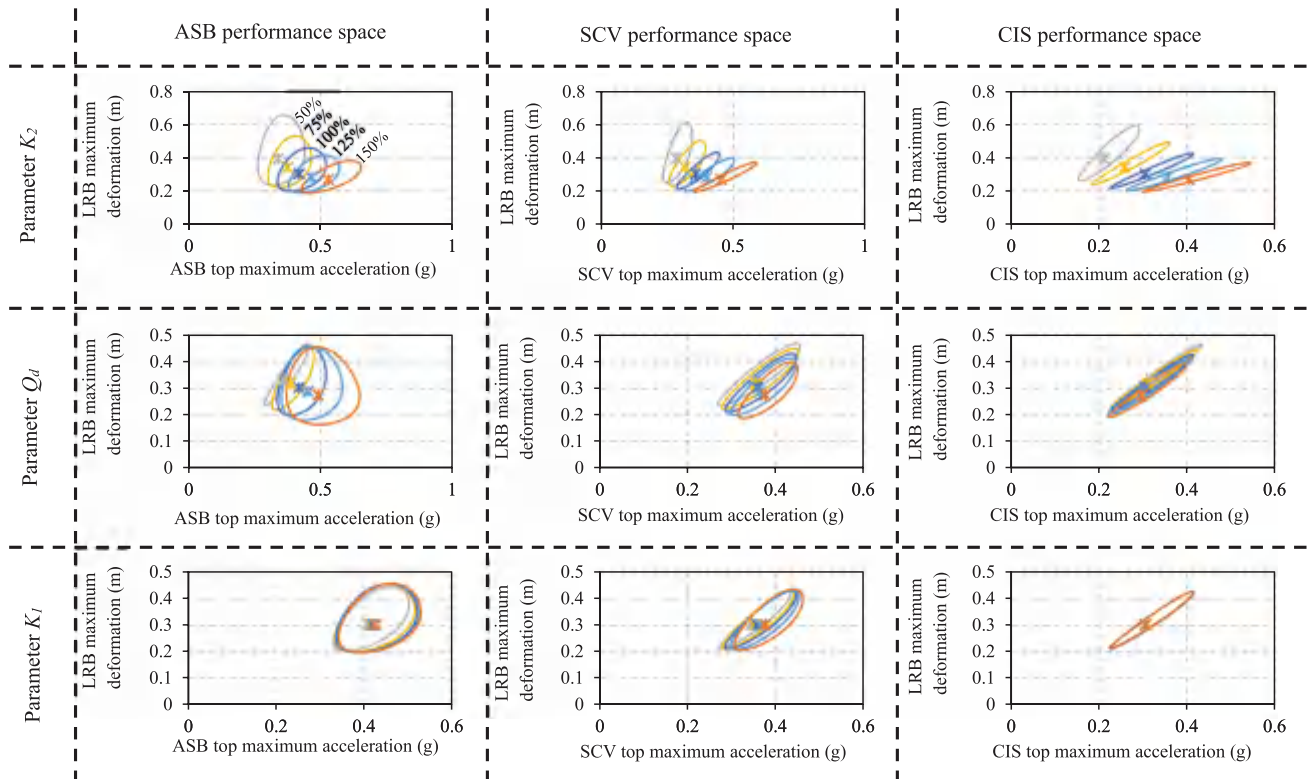 ASB performance space
SCV performance space
CIS performance space
Parameter K2
LRB maximum
deformation (m)
0.8
0.6
0.4
0.2
0
50%
75%
100%
125%
150%
0
0.5
1
ASB top maximum acceleration (g)
LRB maximum
deformation (m)
0.8
0.6
0.4
0.2
0
0
0.5
1
SCV top maximum acceleration (g)
LRB maximum
deformation (m)
0.8
0.6
0.4
0.2
0
0
0.2
0.4
0.6
CIS top maximum acceleration (g)
Parameter Qd
LRB maximum
deformation (m)
0.5
0.4
0.3
0.2
0.1
0
0
0.5
1
ASB top maximum acceleration (g)
LRB maximum
deformation (m)
0.5
0.4
0.3
0.2
0.1
0
0
0.2
0.4
0.6
SCV top maximum acceleration (g)
LRB maximum
deformation (m)
0.5
0.4
0.3
0.2
0.1
0
0
0.2
0.4
0.6
CIS top maximum acceleration (g)
Parameter K1
LRB maximum
deformation (m)
0.5
0.4
0.3
0.2
0.1
0
0
0.2
0.4
0.6
ASB top maximum acceleration (g)
LRB maximum
deformation (m)
0.5
0.4
0.3
0.2
0.1
0
0
0.2
0.4
0.6
SCV top maximum acceleration (g)
LRB maximum
deformation (m)
0.5
0.4
0.3
0.2
0.1
0
0
0.2
0.4
0.6
CIS top maximum acceleration (g)